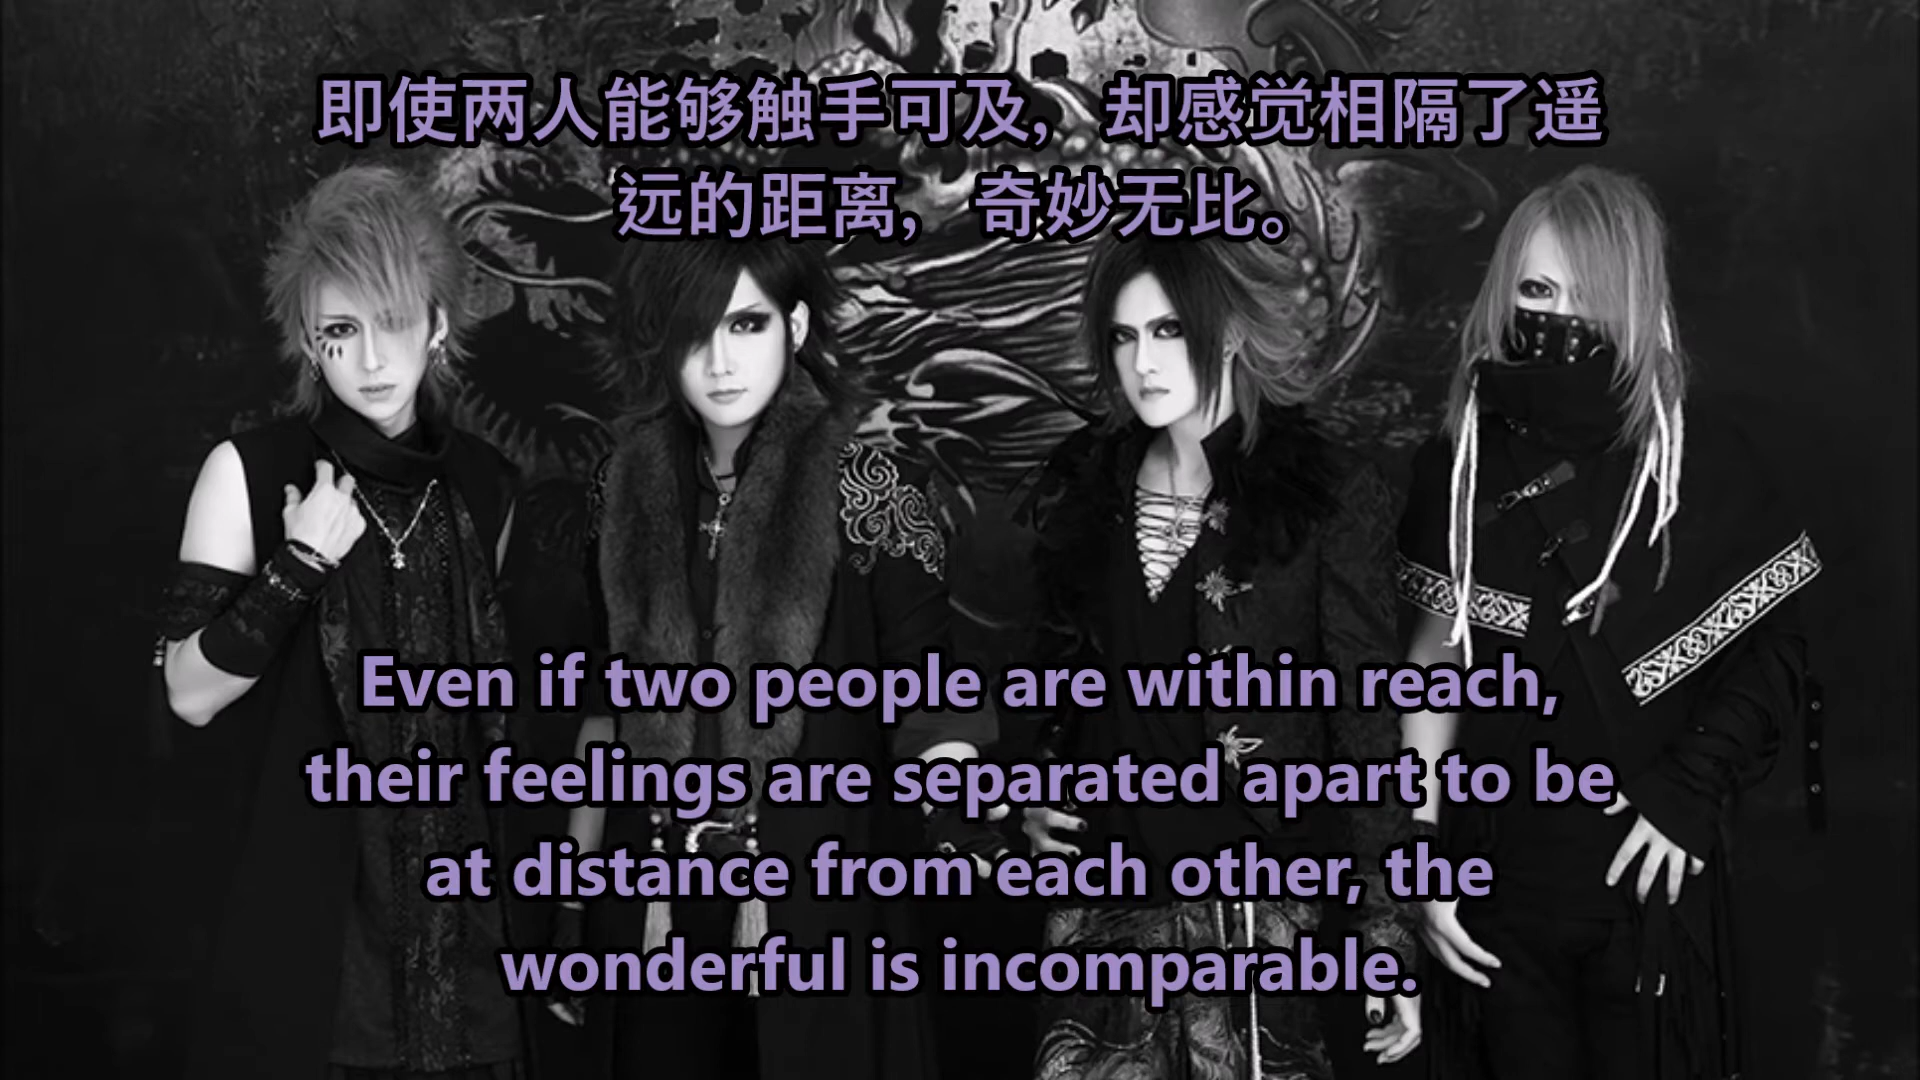 即使两人能够触手可及，却感觉相隔了遥
远的距离，奇妙无比。
Even if two people are within reach,
their feelings are separated apart to be
at distance from each other, the
wonderful is incomparable.